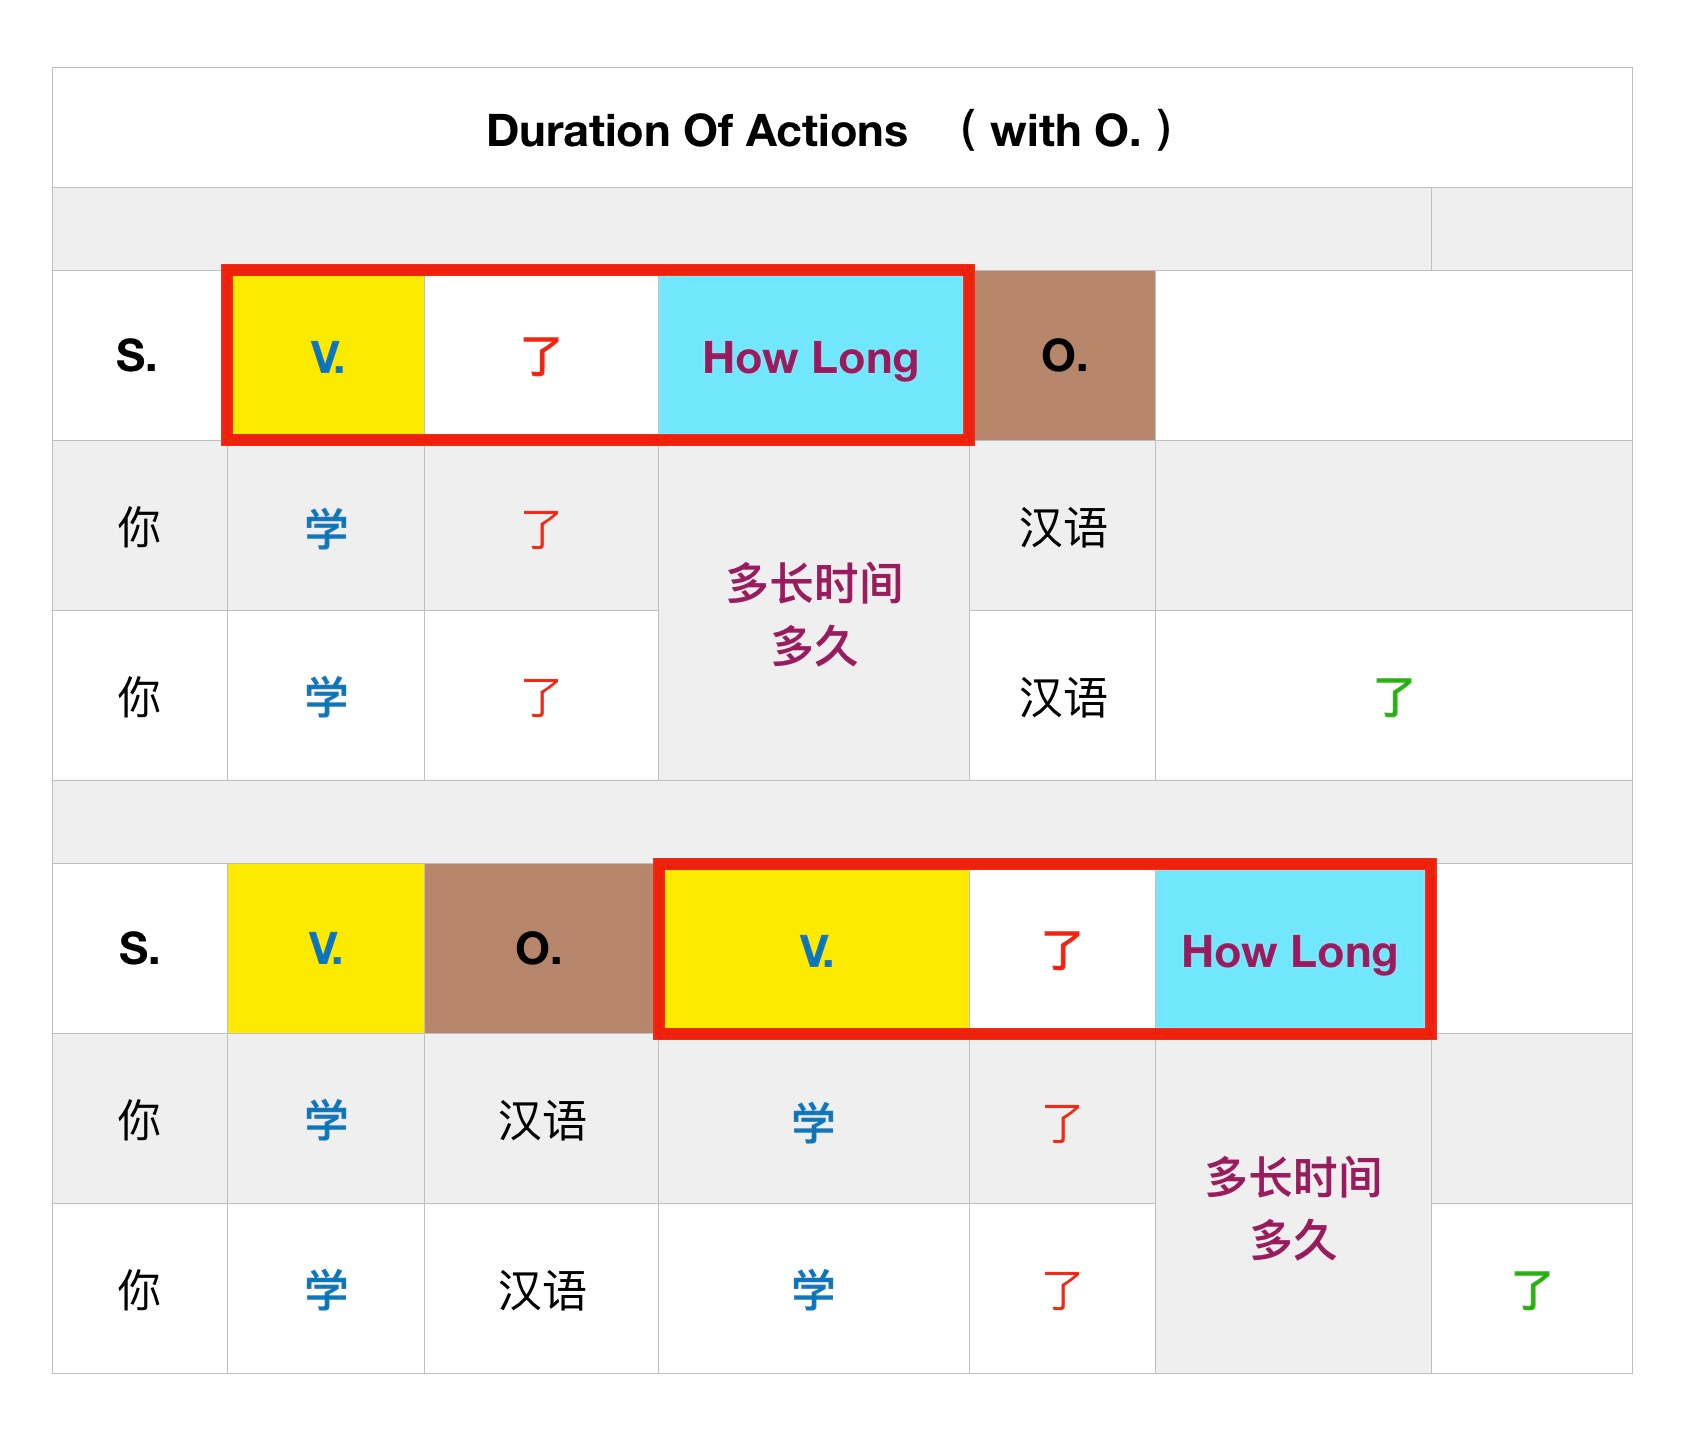 Duration Of Actions （ with O. ）
S. V. 了 How Long O.
你 学 了 汉语
多长时间
多久
你 学 了 汉语 了
S. V. O. V. 了 How Long
你 学 汉语 学 了
多长时间
多久
你 学 汉语 学 了 了